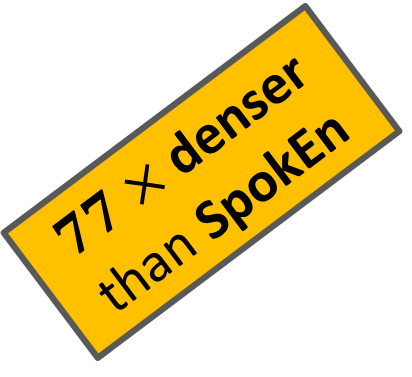 77 × denser
than SpokEn